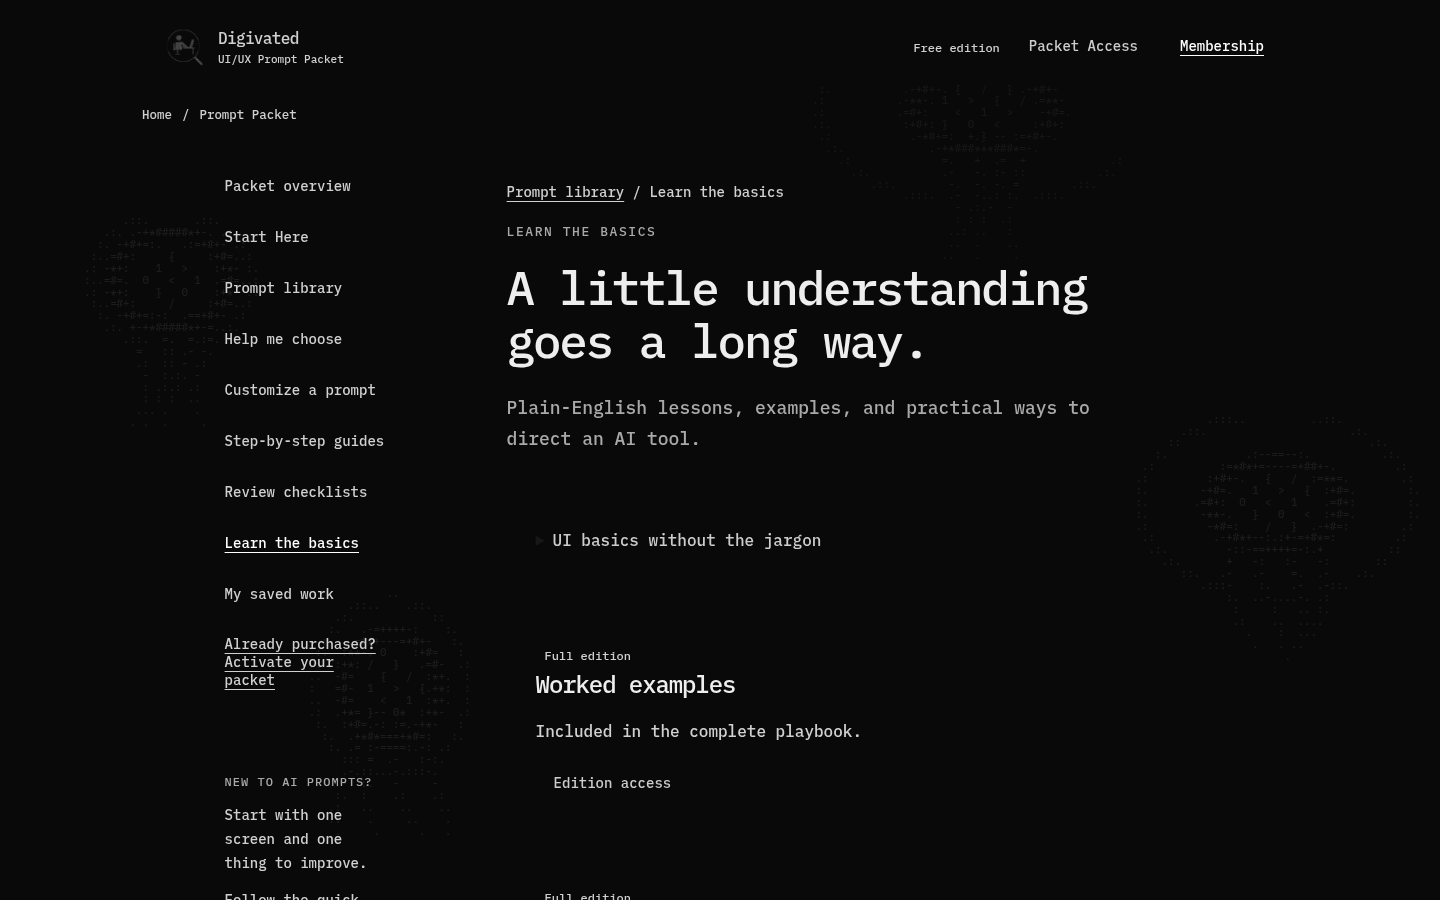 Digivated
UI/UX Prompt Packet
Free edition
Packet Access
Membership
Home / Prompt Packet
Packet overview
Start Here
Prompt library
Help me choose
Customize a prompt
Step-by-step guides
Review checklists
Learn the basics
My saved work
Already purchased?
Activate your
packet
NEW TO AI PROMPTS?
Start with one
screen and one
thing to improve.
Follow the quick
Prompt library / Learn the basics
LEARN THE BASICS
A little understanding
goes a long way.
Plain-English lessons, examples, and practical ways to
direct an AI tool.
UI basics without the jargon
Full edition
Worked examples
Included in the complete playbook.
Edition access
Full edition